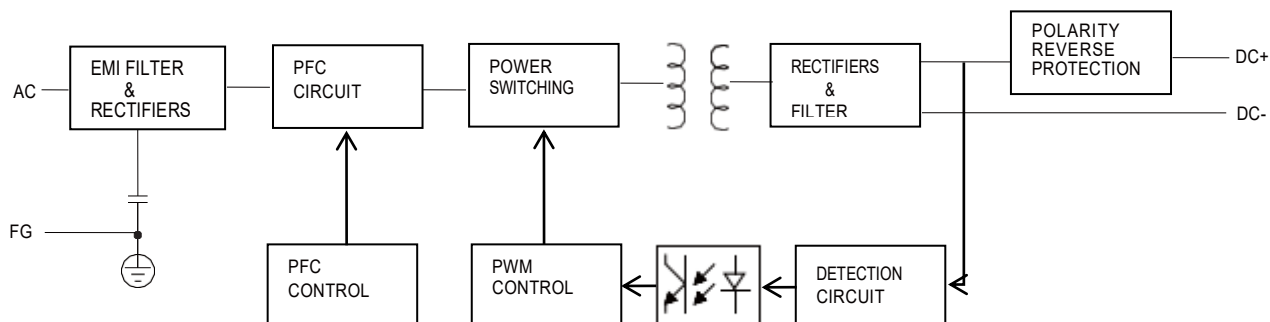 AC
EMI FILTER
&
RECTIFIERS
PFC
CIRCUIT
POWER
SWITCHING
RECTIFIERS
&
FILTER
POLARITY
REVERSE
PROTECTION
DC+
DC-
FG
PFC
CONTROL
PWM
CONTROL
DETECTION
CIRCUIT